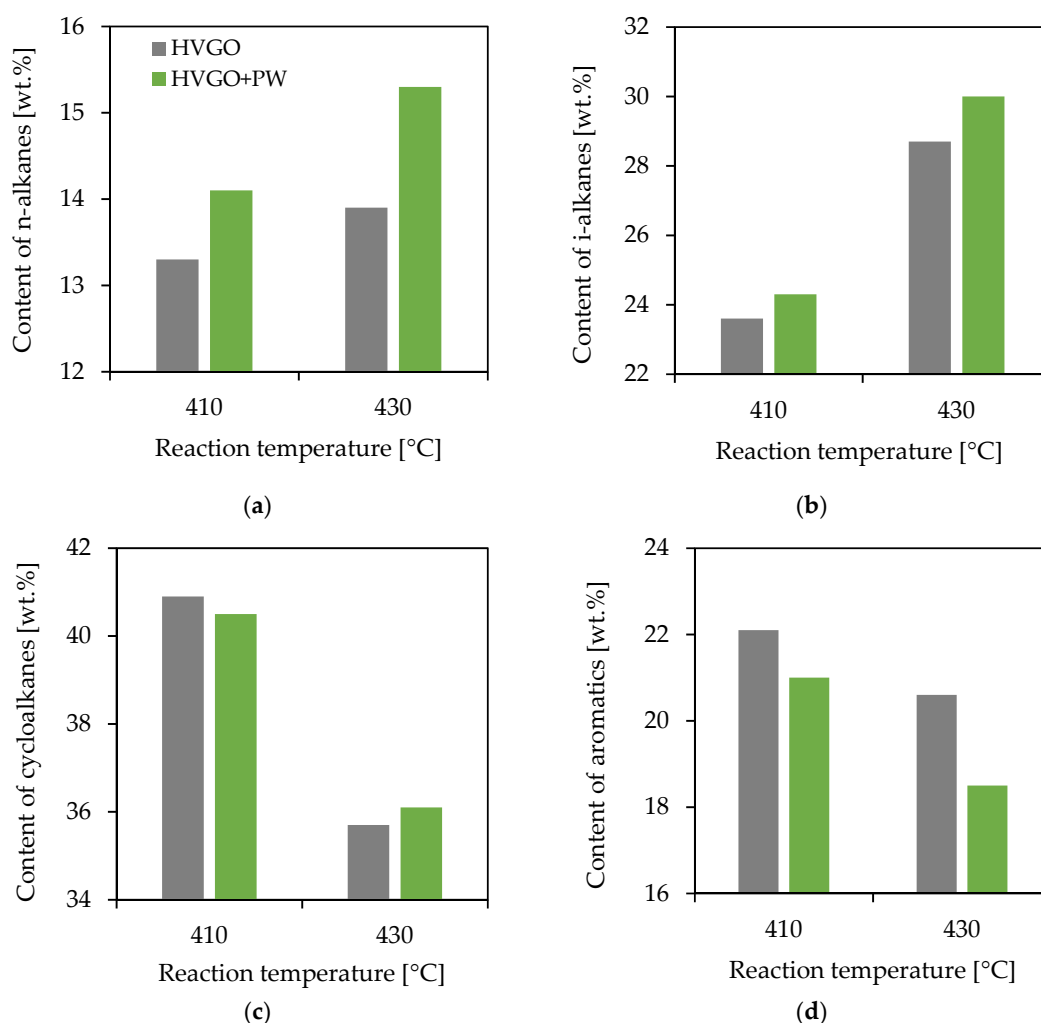 Content of n-alkanes [wt.%]
16
15
14
13
12
HVGO
HVGO+PW
410 430
Reaction temperature [°C]
(a)
Content of i-alkanes [wt.%]
32
30
28
26
24
22
410 430
Reaction temperature [°C]
(b)
Content of cycloalkanes [wt.%]
42
40
38
36
34
410 430
Reaction temperature [°C]
(c)
Content of aromatics [wt.%]
24
22
20
18
16
410 430
Reaction temperature [°C]
(d)